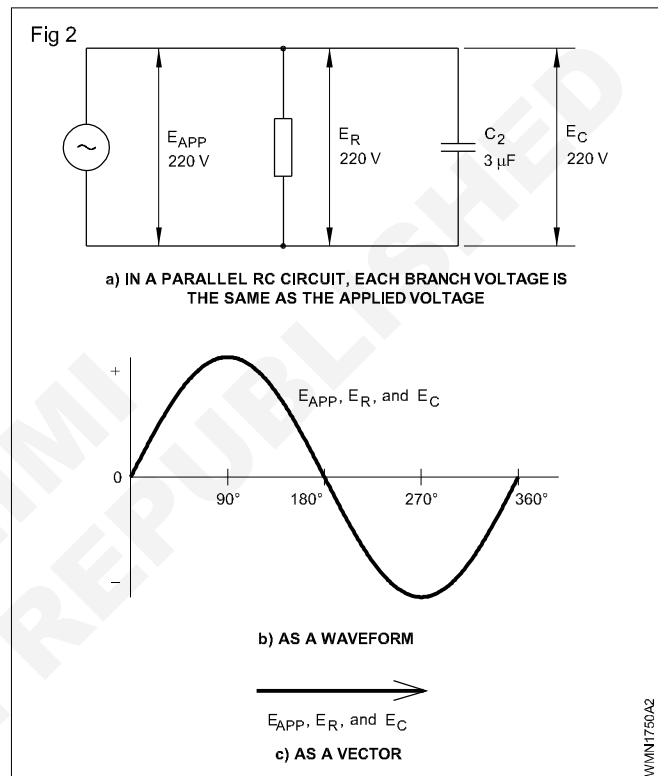 Fig 2
E_APP
220 V
E_R
220 V
C_2
3 µF
E_C
220 V
a) IN A PARALLEL RC CIRCUIT, EACH BRANCH VOLTAGE IS
THE SAME AS THE APPLIED VOLTAGE
+
E_APP, E_R, and E_C
0
90°
180°
270°
360°
–
b) AS A WAVEFORM
E_APP, E_R, and E_C
c) AS A VECTOR
WMN1750A2
IMI
REPUBLISHED